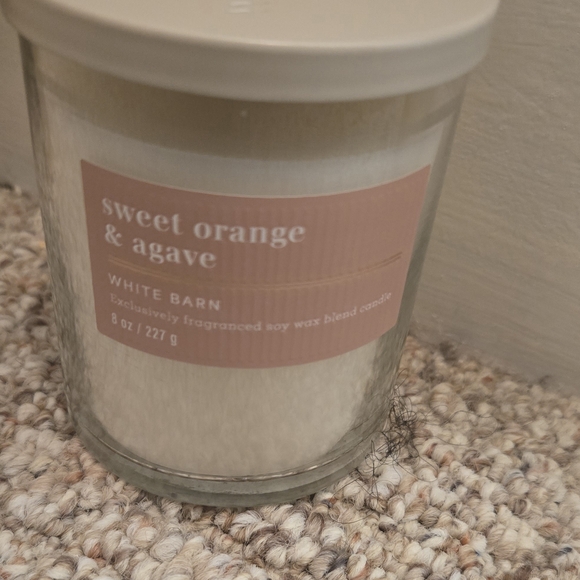 sweet orange
& agave
WHITE BARN
Exclusively fragranced soy wax blend candle
8 oz / 227 g